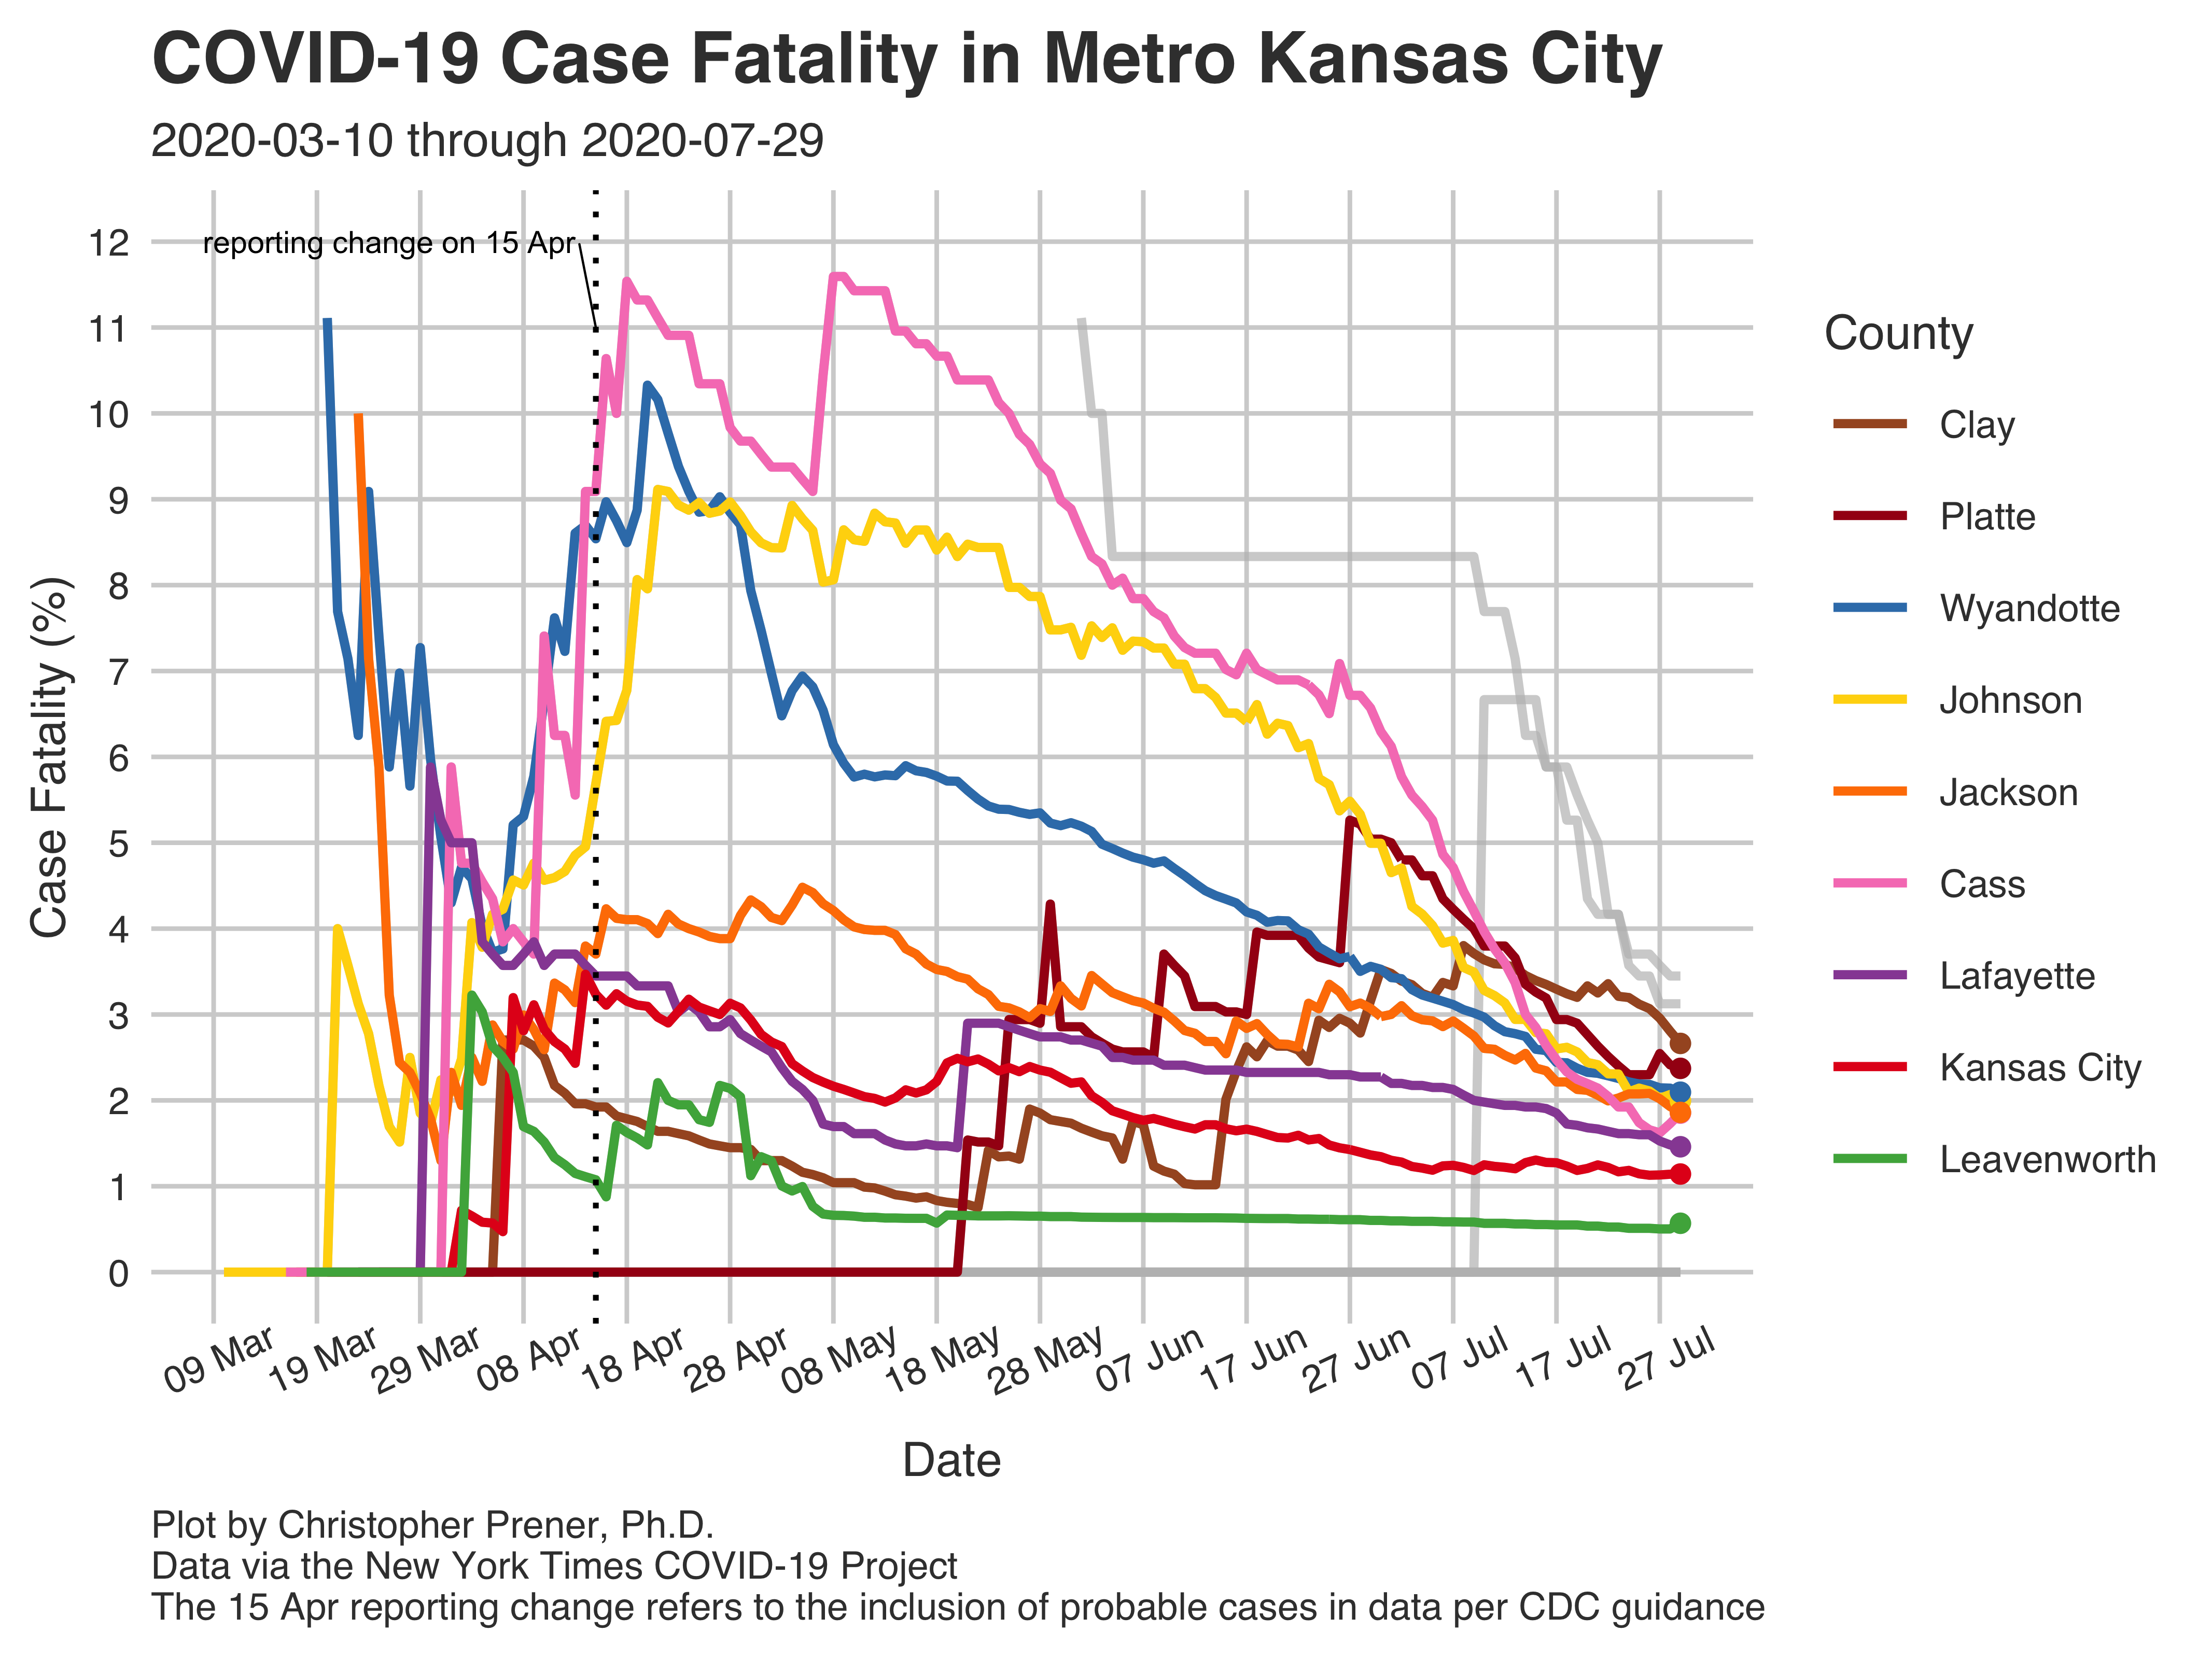 COVID-19 Case Fatality in Metro Kansas City
2020-03-10 through 2020-07-29
reporting change on 15 Apr
12
11
10
9
8
7
6
5
4
3
2
1
0
Case Fatality (%)
09 Mar
19 Mar
29 Mar
08 Apr
18 Apr
28 Apr
08 May
18 May
28 May
07 Jun
17 Jun
27 Jun
07 Jul
17 Jul
27 Jul
Date
County
Clay
Platte
Wyandotte
Johnson
Jackson
Cass
Lafayette
Kansas City
Leavenworth
Plot by Christopher Prener, Ph.D.
Data via the New York Times COVID-19 Project
The 15 Apr reporting change refers to the inclusion of probable cases in data per CDC guidance